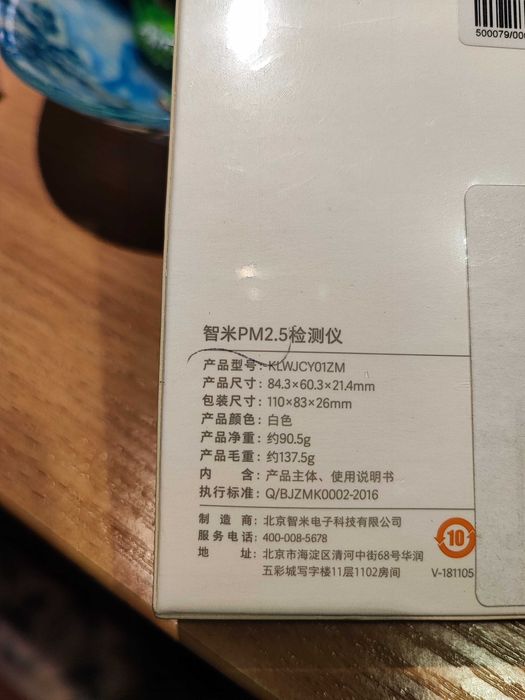 500079/00
智米PM2.5检测仪
产品型号：KLWJCY01ZM
产品尺寸：84.3×60.3×21.4mm
包装尺寸：110×83×26mm
产品颜色：白色
产品净重：约90.5g
产品毛重：约137.5g
内 含：产品主体、使用说明书
执行标准：Q/BJZMK0002-2016
制 造 商：北京智米电子科技有限公司
服务电话：400-008-5678
地 址：北京市海淀区清河中街68号华润
五彩城写字楼11层1102房间
10
V-181105